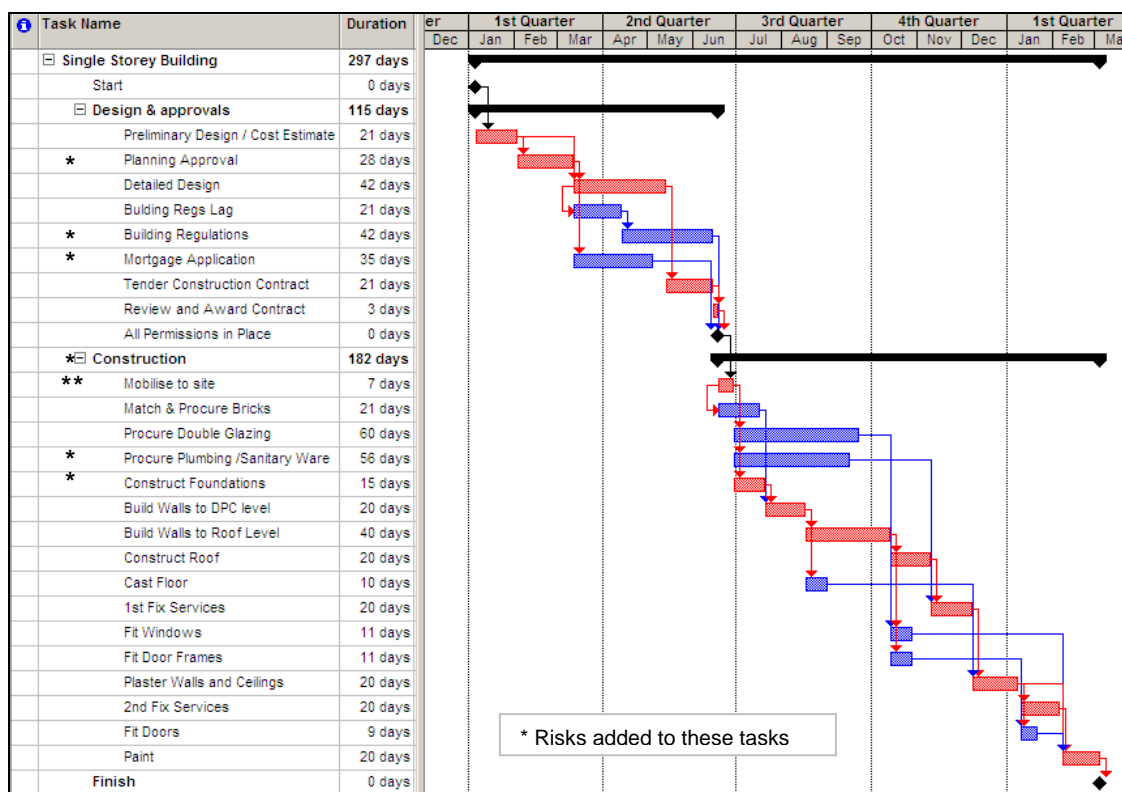 Task Name Duration er 1st Quarter 2nd Quarter 3rd Quarter 4th Quarter 1st Quarter
Dec Jan Feb Mar Apr May Jun Jul Aug Sep Oct Nov Dec Jan Feb Ma
Single Storey Building 297 days
Start 0 days
Design & approvals 115 days
Preliminary Design / Cost Estimate 21 days
* Planning Approval 28 days
Detailed Design 42 days
Bulding Regs Lag 21 days
* Building Regulations 42 days
* Mortgage Application 35 days
Tender Construction Contract 21 days
Review and Award Contract 3 days
All Permissions in Place 0 days
* Construction 182 days
** Mobilise to site 7 days
Match & Procure Bricks 21 days
Procure Double Glazing 60 days
* Procure Plumbing /Sanitary Ware 56 days
* Construct Foundations 15 days
Build Walls to DPC level 20 days
Build Walls to Roof Level 40 days
Construct Roof 20 days
Cast Floor 10 days
1st Fix Services 20 days
Fit Windows 11 days
Fit Door Frames 11 days
Plaster Walls and Ceilings 20 days
2nd Fix Services 20 days
Fit Doors 9 days
* Risks added to these tasks
Paint 20 days
Finish 0 days